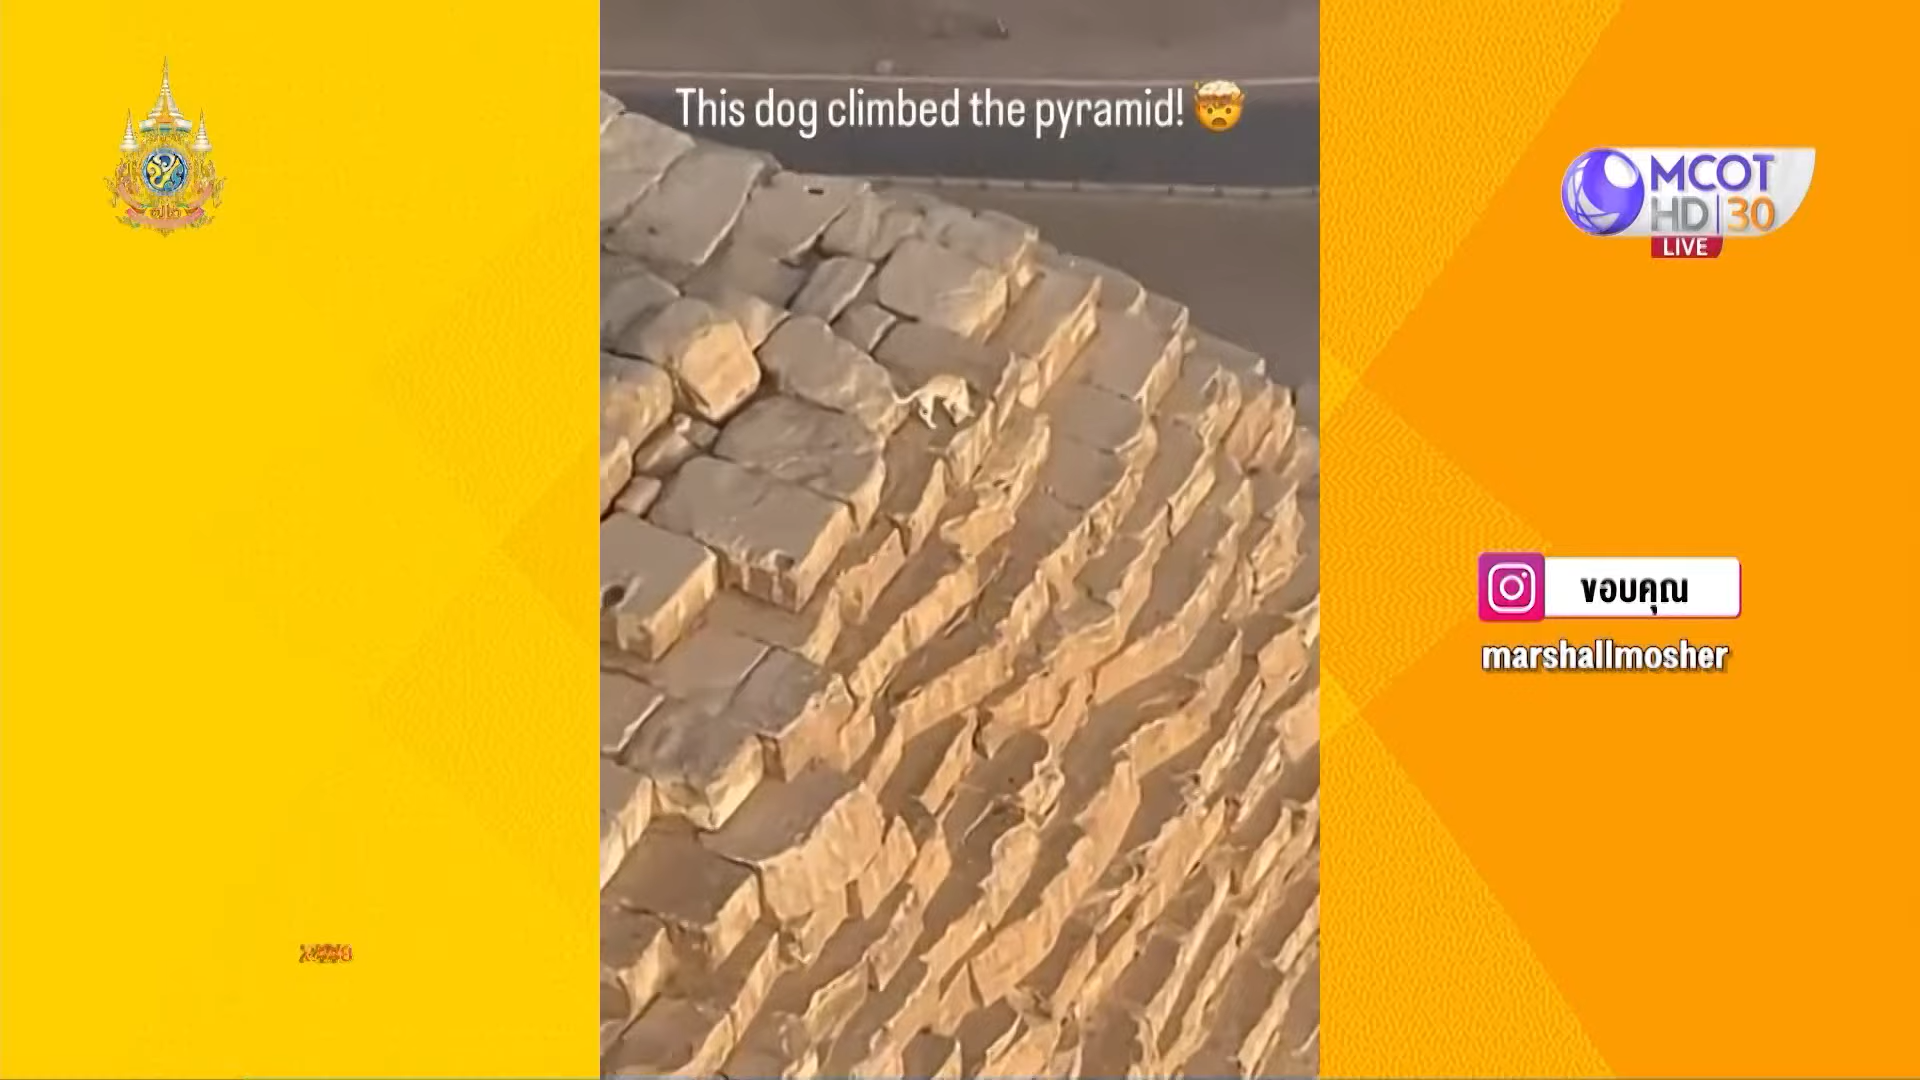 This dog climbed the pyramid! 🤯
MCOT
HD|30
LIVE
ขอบคุณ
marshallmosher